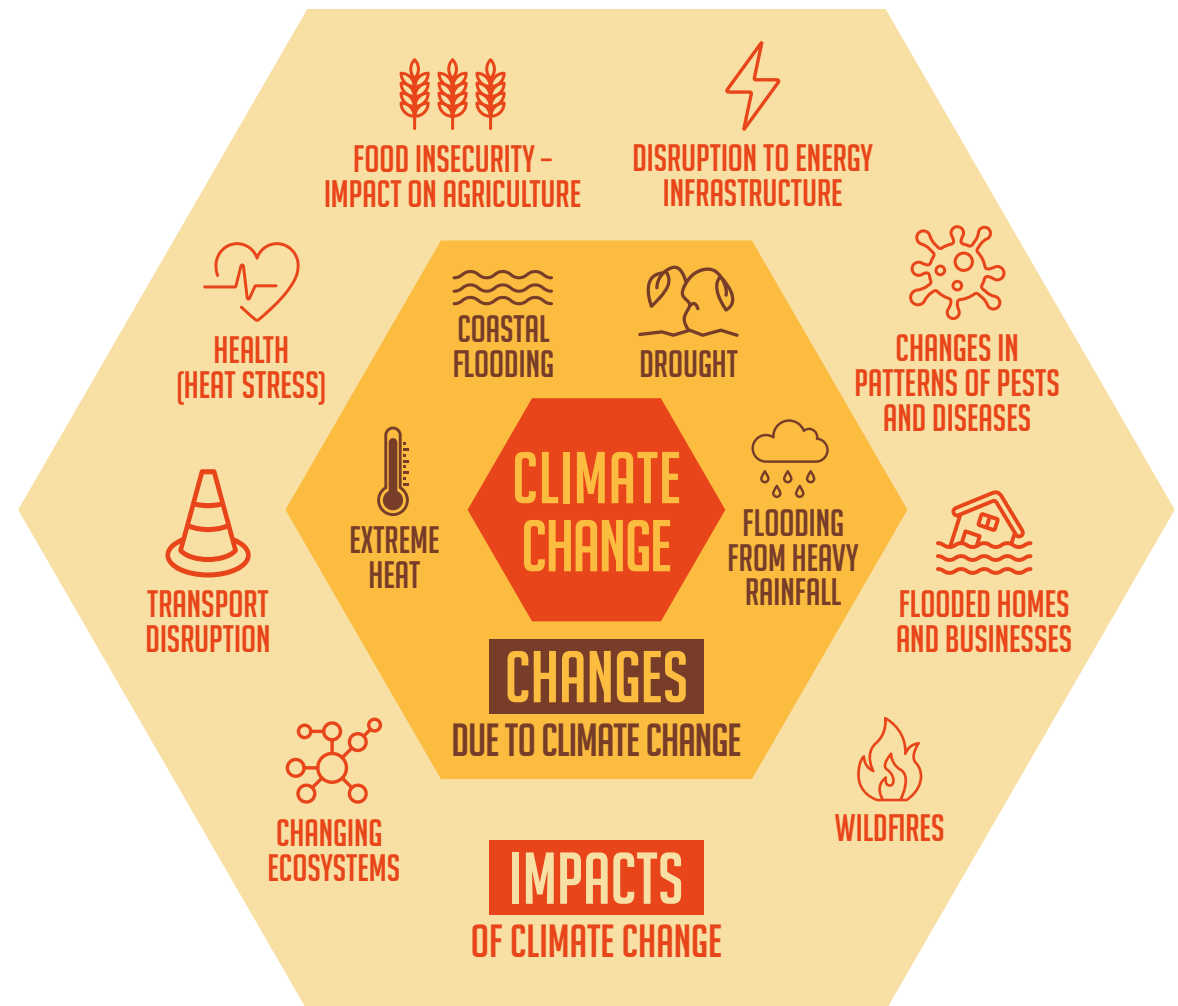 FOOD INSECURITY –
IMPACT ON AGRICULTURE
DISRUPTION TO ENERGY
INFRASTRUCTURE
HEALTH
(HEAT STRESS)
COASTAL
FLOODING
DROUGHT
CHANGES IN
PATTERNS OF PESTS
AND DISEASES
EXTREME
HEAT
CLIMATE
CHANGE
FLOODING
FROM HEAVY
RAINFALL
TRANSPORT
DISRUPTION
FLOODED HOMES
AND BUSINESSES
CHANGES
DUE TO CLIMATE CHANGE
CHANGING
ECOSYSTEMS
WILDFIRES
IMPACTS
OF CLIMATE CHANGE